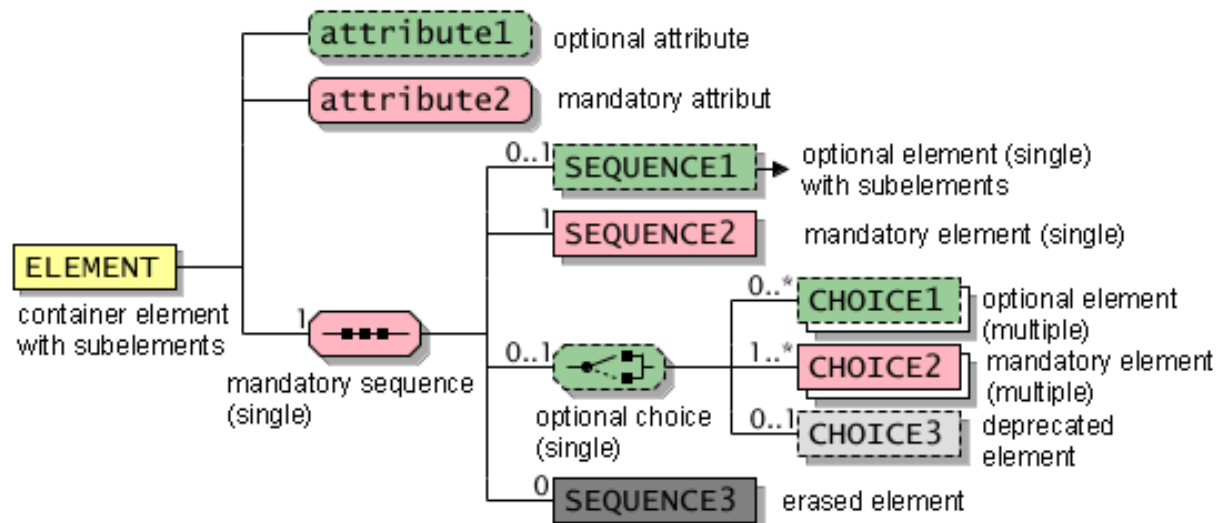 attribute1
optional attribute
attribute2
mandatory attribut
0..1
SEQUENCE1
optional element (single)
with subelements
1
SEQUENCE2
mandatory element (single)
ELEMENT
container element
with subelements
1
mandatory sequence
(single)
0..1
optional choice
(single)
0..*
CHOICE1
optional element
(multiple)
1..*
CHOICE2
mandatory element
(multiple)
0..1
CHOICE3
deprecated
element
0
SEQUENCE3
erased element